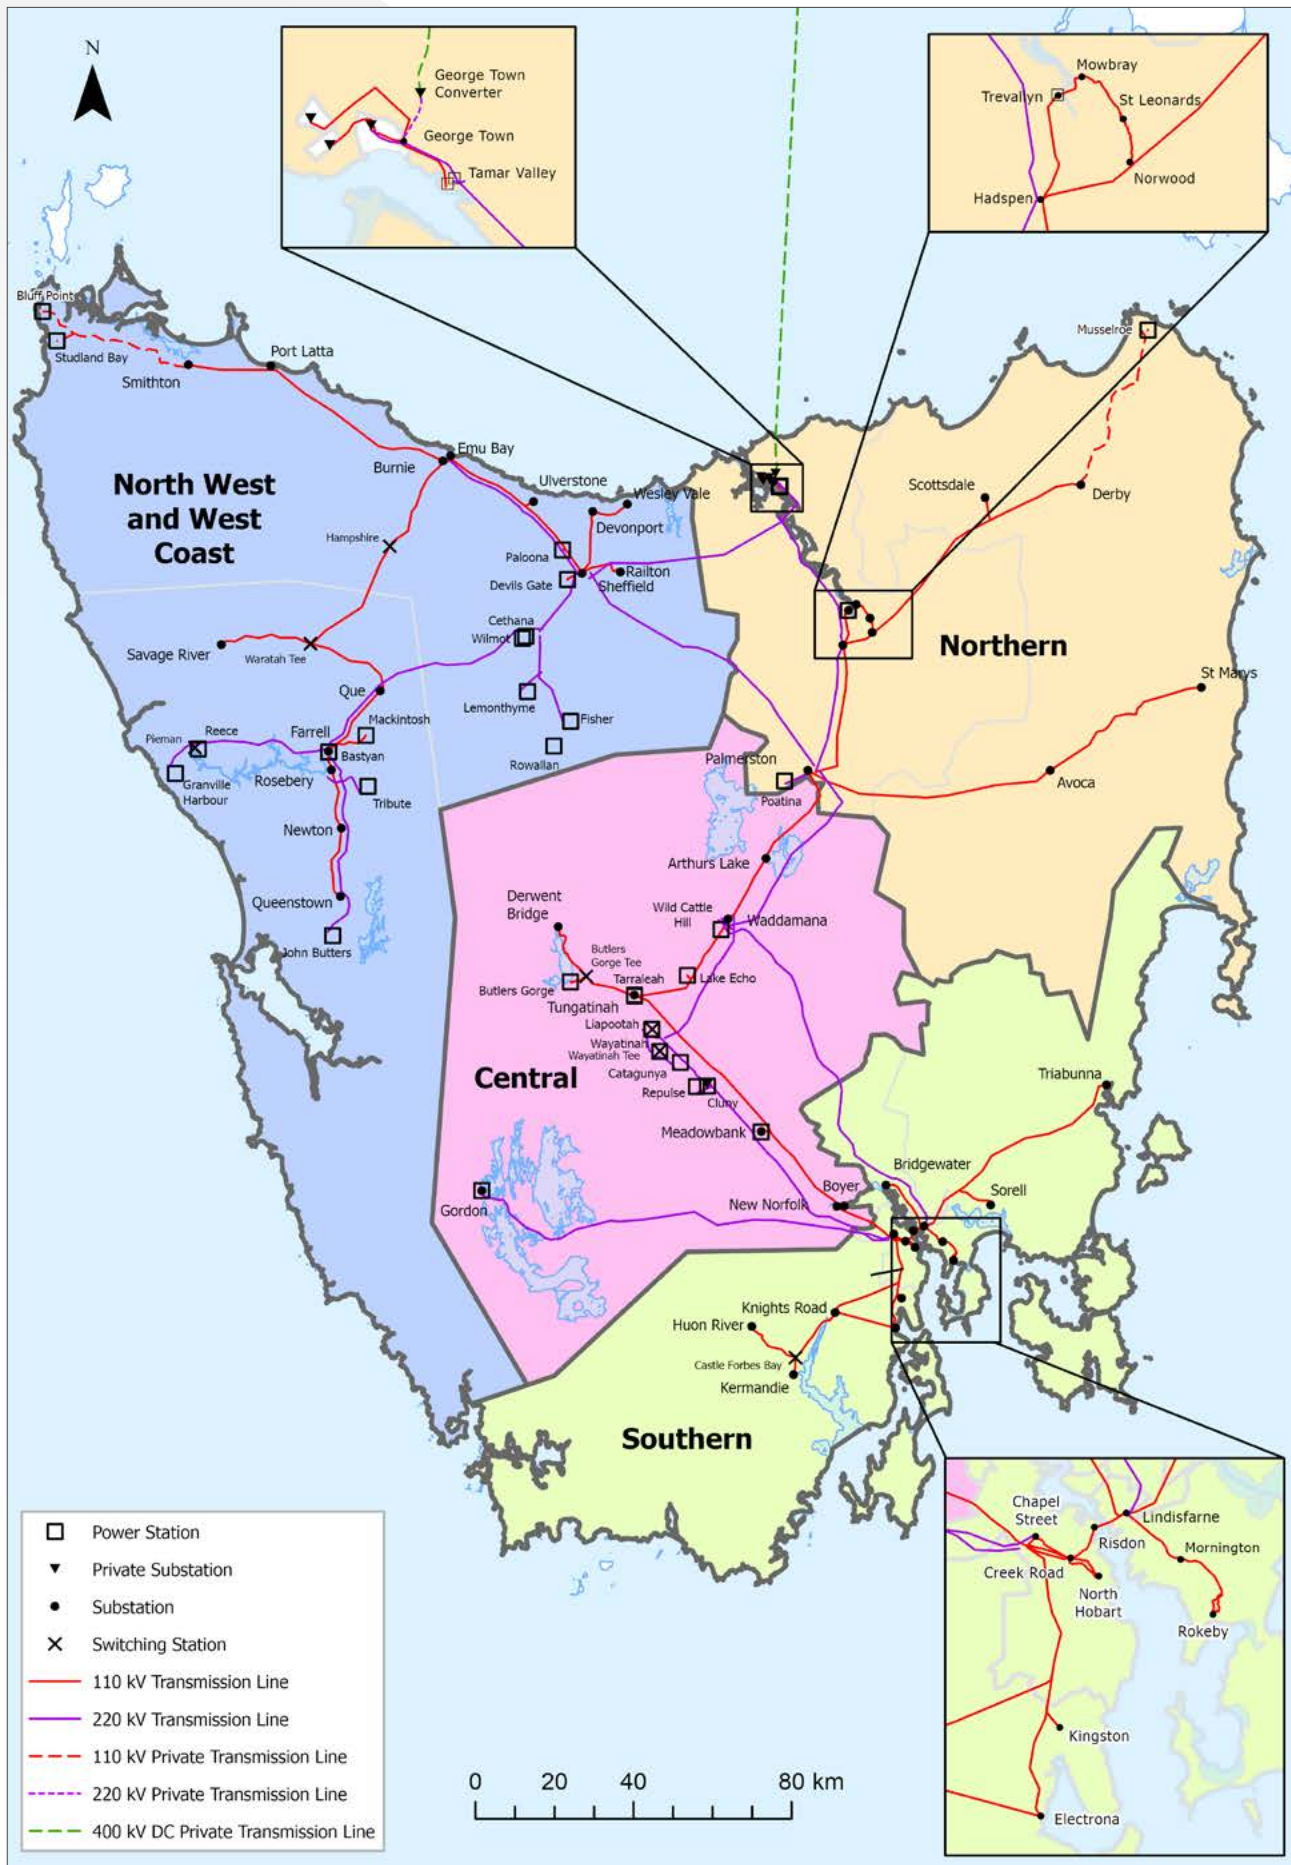 N
George Town
Converter
George Town
Tamar Valley
Mowbray
Trevallyn
St Leonards
Norwood
Hadspen
Bluff Point
Studland Bay
Smithton
Port Latta
Musselroe
North West
and West
Coast
Burnie
Emu Bay
Ulverstone
Wesley Vale
Devonport
Hampshire
Paloona
Devils Gate
Railton
Sheffield
Scottsdale
Derby
Northern
Cethana
Wilmot
Savage River
Waratah Tee
Que
Lemonthyme
Fisher
Rowallan
St Marys
Pieman
Reece
Farrell
Mackintosh
Bastyan
Granville
Harbour
Rosebery
Tribute
Newton
Queenstown
John Butters
Palmerston
Poatina
Avoca
Arthurs Lake
Derwent
Bridge
Wild Cattle
Hill
Waddamana
Butlers
Gorge Tee
Butlers Gorge
Tarraleah
Lake Echo
Tungatinah
Liapootah
Wayatinah
Wayatinah Tee
Catagunya
Central
Repulse
Cluny
Meadowbank
Triabunna
Gordon
Bridgewater
Boyer
New Norfolk
Sorell
Knights Road
Huon River
Castle Forbes Bay
Kermandie
Southern
Chapel
Street
Lindisfarne
Risdon
Mornington
Creek Road
North
Hobart
Rokeby
Kingston
Electrona
Power Station
Private Substation
Substation
Switching Station
110 kV Transmission Line
220 kV Transmission Line
110 kV Private Transmission Line
220 kV Private Transmission Line
400 kV DC Private Transmission Line
0 20 40 80 km